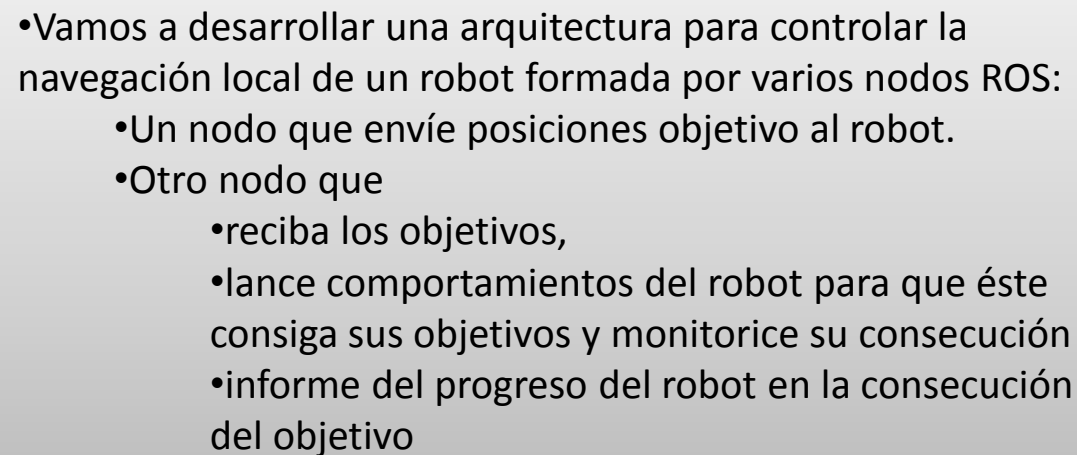 •Vamos a desarrollar una arquitectura para controlar la
navegación local de un robot formada por varios nodos ROS:
•Un nodo que envíe posiciones objetivo al robot.
•Otro nodo que
•reciba los objetivos,
•lance comportamientos del robot para que éste
consiga sus objetivos y monitorice su consecución
•informe del progreso del robot en la consecución
del objetivo